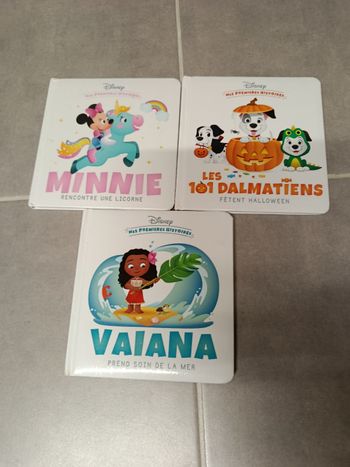 Disney
MES PREMIÈRES HISTOIRES
MINNIE
RENCONTRE UNE LICORNE
Disney
MES PREMIÈRES HISTOIRES
LES
101 DALMATIENS
FÊTENT HALLOWEEN
Disney
MES PREMIÈRES HISTOIRES
VAIANA
PREND SOIN DE LA MER